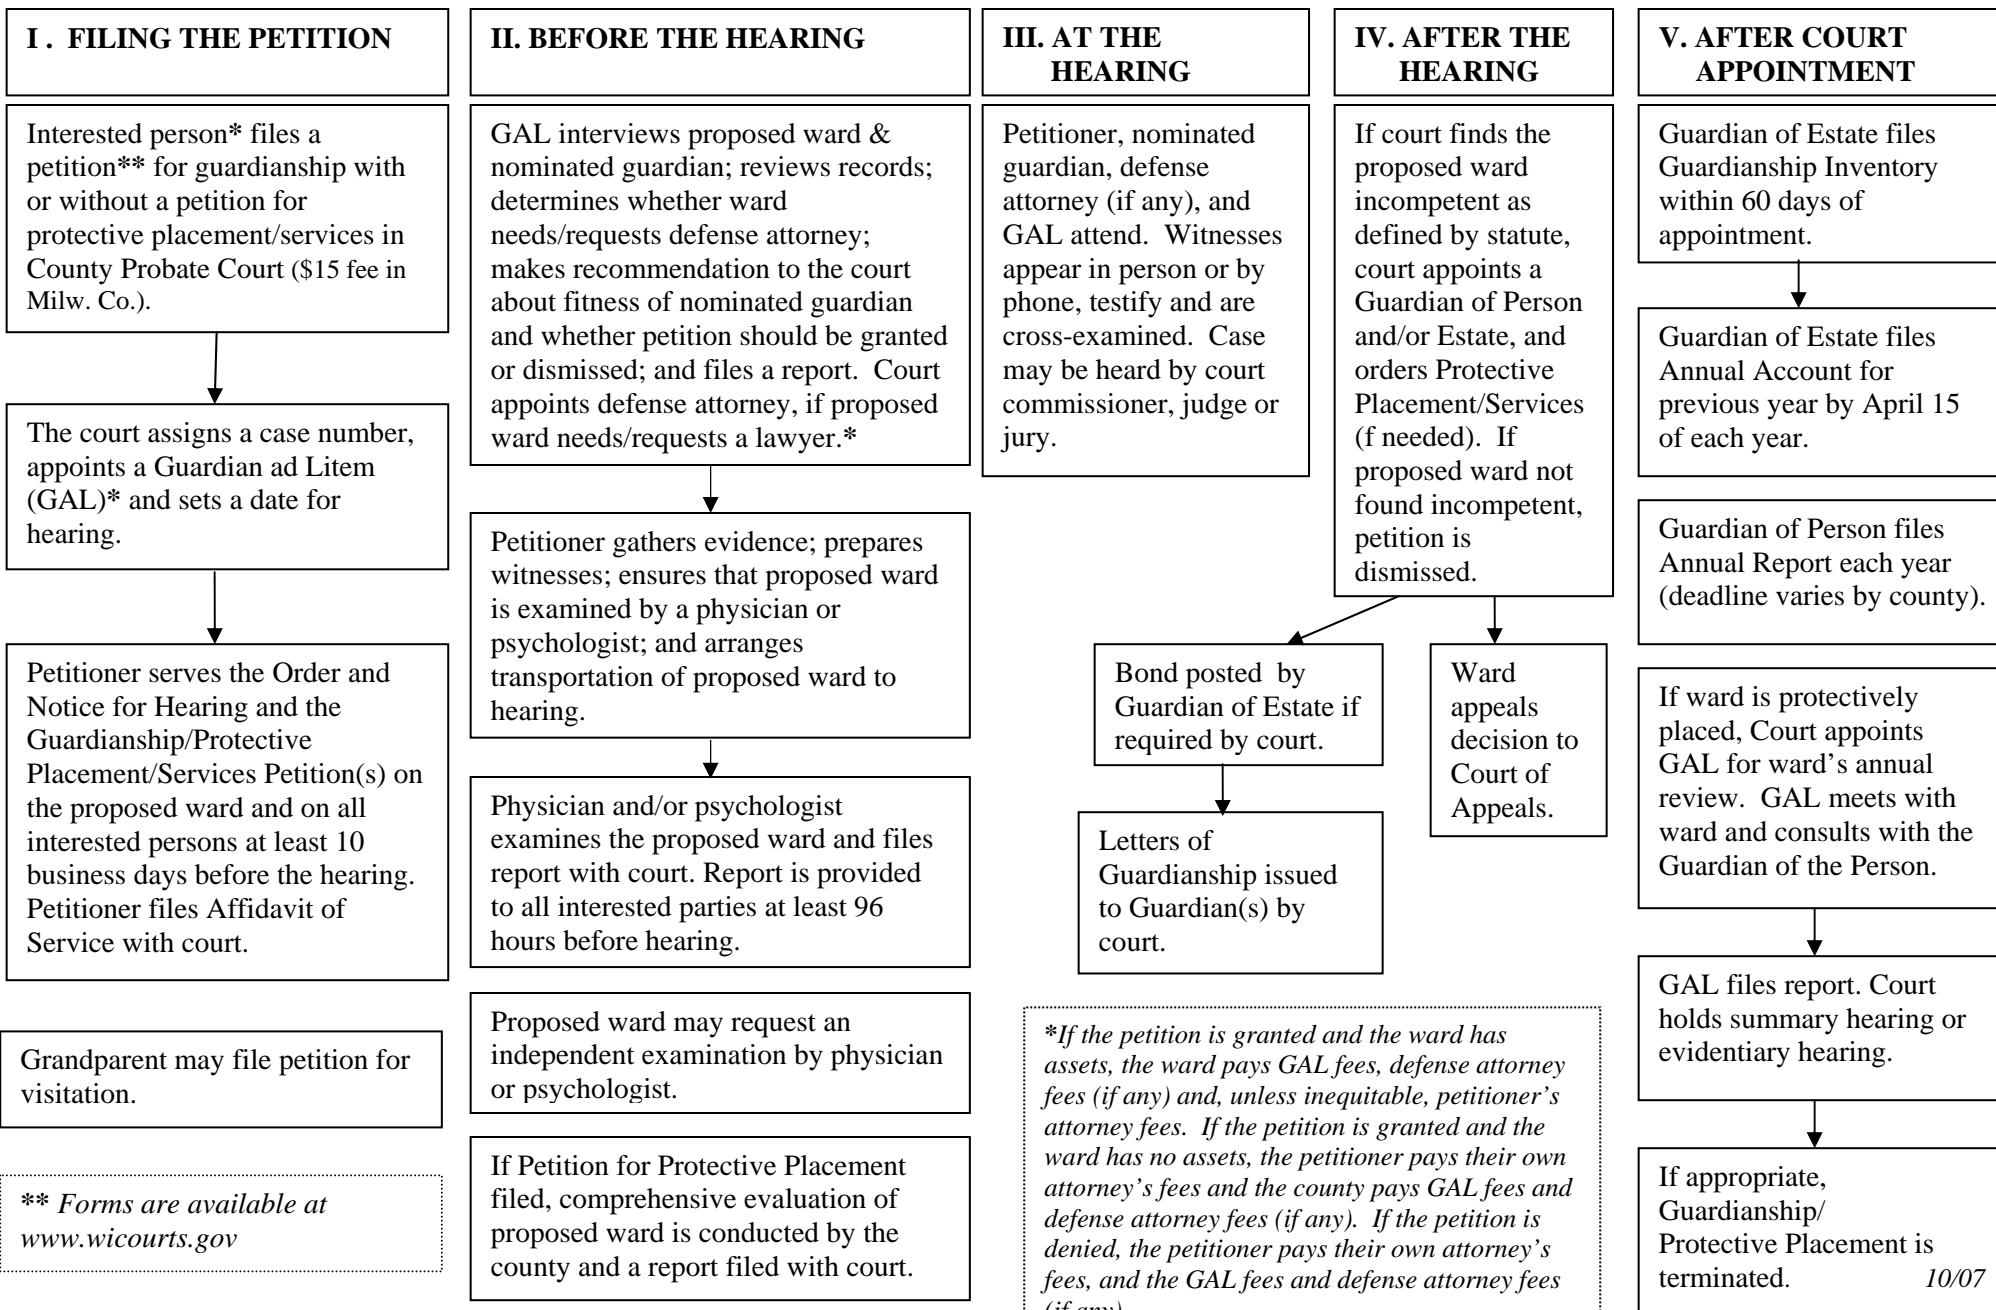 I . FILING THE PETITION
Interested person* files a
petition** for guardianship with
or without a petition for
protective placement/services in
County Probate Court ($15 fee in
Milw. Co.).
The court assigns a case number,
appoints a Guardian ad Litem
(GAL)* and sets a date for
hearing.
Petitioner serves the Order and
Notice for Hearing and the
Guardianship/Protective
Placement/Services Petition(s) on
the proposed ward and on all
interested persons at least 10
business days before the hearing.
Petitioner files Affidavit of
Service with court.
Grandparent may file petition for
visitation.
** Forms are available at
www.wicourts.gov
II. BEFORE THE HEARING
GAL interviews proposed ward &
nominated guardian; reviews records;
determines whether ward
needs/requests defense attorney;
makes recommendation to the court
about fitness of nominated guardian
and whether petition should be granted
or dismissed; and files a report. Court
appoints defense attorney, if proposed
ward needs/requests a lawyer.*
Petitioner gathers evidence; prepares
witnesses; ensures that proposed ward
is examined by a physician or
psychologist; and arranges
transportation of proposed ward to
hearing.
Physician and/or psychologist
examines the proposed ward and files
report with court. Report is provided
to all interested parties at least 96
hours before hearing.
Proposed ward may request an
independent examination by physician
or psychologist.
If Petition for Protective Placement
filed, comprehensive evaluation of
proposed ward is conducted by the
county and a report filed with court.
III. AT THE
HEARING
Petitioner, nominated
guardian, defense
attorney (if any), and
GAL attend. Witnesses
appear in person or by
phone, testify and are
cross-examined. Case
may be heard by court
commissioner, judge or
jury.
IV. AFTER THE
HEARING
If court finds the
proposed ward
incompetent as
defined by statute,
court appoints a
Guardian of Person
and/or Estate, and
orders Protective
Placement/Services
(f needed). If
proposed ward not
found incompetent,
petition is
dismissed.
Bond posted by
Guardian of Estate if
required by court.
Letters of
Guardianship issued
to Guardian(s) by
court.
Ward
appeals
decision to
Court of
Appeals.
*If the petition is granted and the ward has
assets, the ward pays GAL fees, defense attorney
fees (if any) and, unless inequitable, petitioner's
attorney fees. If the petition is granted and the
ward has no assets, the petitioner pays their own
attorney's fees and the county pays GAL fees and
defense attorney fees (if any). If the petition is
denied, the petitioner pays their own attorney's
fees, and the GAL fees and defense attorney fees
(if any)
V. AFTER COURT
APPOINTMENT
Guardian of Estate files
Guardianship Inventory
within 60 days of
appointment.
Guardian of Estate files
Annual Account for
previous year by April 15
of each year.
Guardian of Person files
Annual Report each year
(deadline varies by county).
If ward is protectively
placed, Court appoints
GAL for ward's annual
review. GAL meets with
ward and consults with the
Guardian of the Person.
GAL files report. Court
holds summary hearing or
evidentiary hearing.
If appropriate,
Guardianship/
Protective Placement is
terminated. 10/07